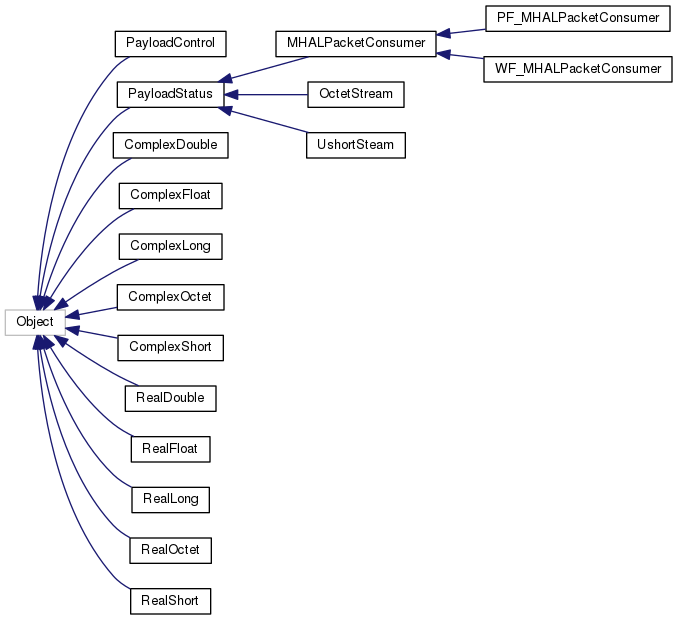 PF_MHALPacketConsumer
PayloadControl
MHALPacketConsumer
WF_MHALPacketConsumer
PayloadStatus
OctetStream
ComplexDouble
UshortSteam
ComplexFloat
ComplexLong
ComplexOctet
Object
ComplexShort
RealDouble
RealFloat
RealLong
RealOctet
RealShort